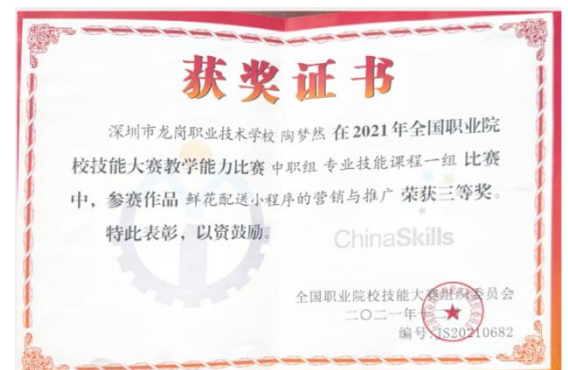 获奖证书
深圳市龙岗职业技术学校 陶梦然 在2021年全国职业院
校技能大赛教学能力比赛 中职组 专业技能课程一组 比赛
中，参赛作品 鲜花配送小程序的营销与推广 荣获三等奖。
特此表彰，以资鼓励。
ChinaSkills
全国职业院校技能大赛组织委员会
二〇二一年十
编号:JS20210682